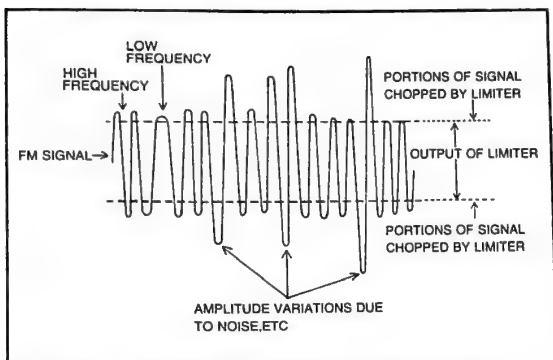 LOW
FREQUENCY
HIGH
FREQUENCY
FM SIGNAL
PORTIONS OF SIGNAL
CHOPPED BY LIMITER
OUTPUT OF LIMITER
PORTIONS OF SIGNAL
CHOPPED BY LIMITER
AMPLITUDE VARIATIONS DUE
TO NOISE,ETC